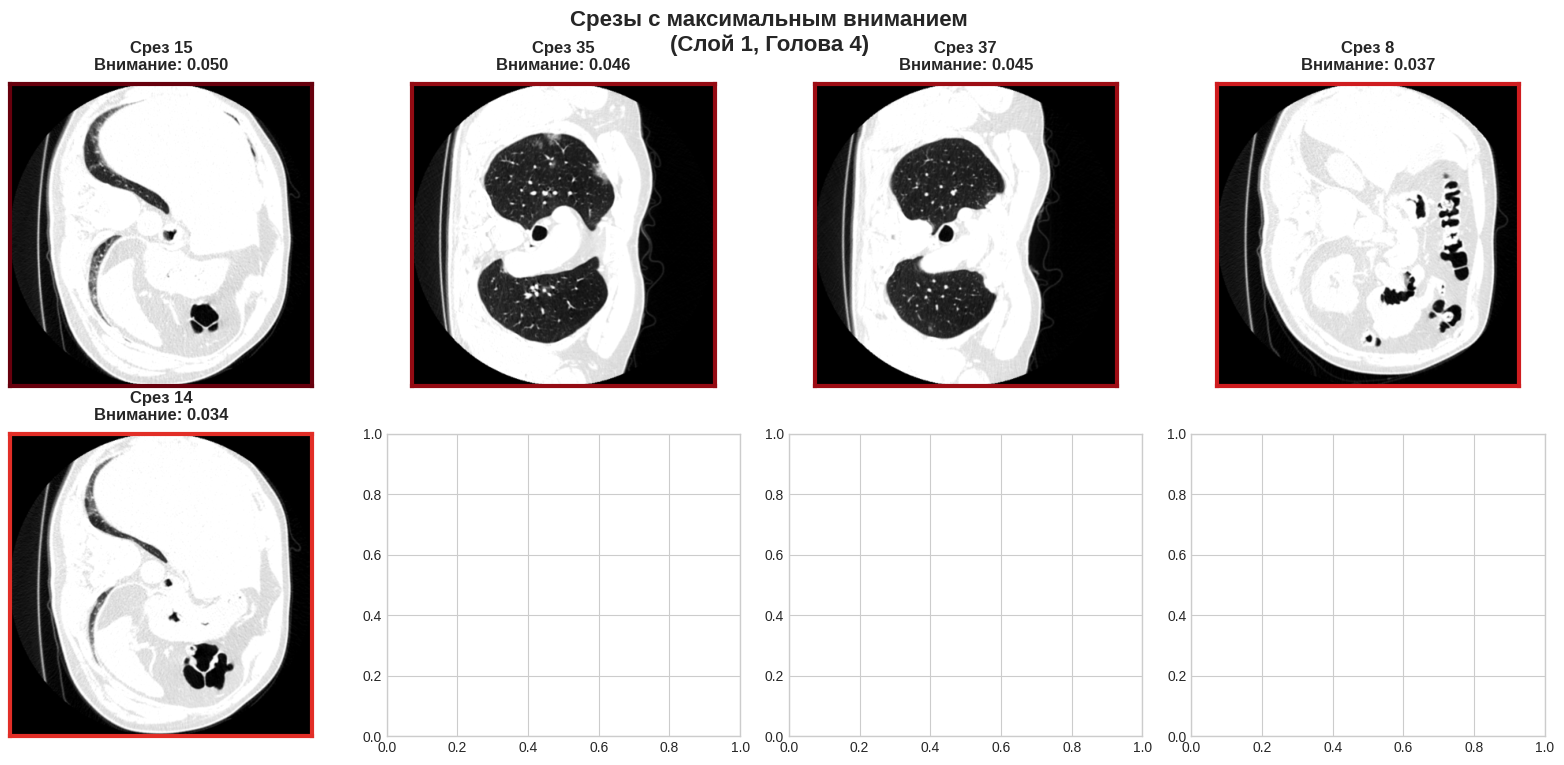 Срезы с максимальным вниманием
(Слой 1, Голова 4)
Срез 15
Внимание: 0.050
Срез 35
Внимание: 0.046
Срез 37
Внимание: 0.045
Срез 8
Внимание: 0.037
Срез 14
Внимание: 0.034
1.0
0.8
0.6
0.4
0.2
0.0
0.0 0.2 0.4 0.6 0.8 1.0
1.0
0.8
0.6
0.4
0.2
0.0
0.0 0.2 0.4 0.6 0.8 1.0
1.0
0.8
0.6
0.4
0.2
0.0
0.0 0.2 0.4 0.6 0.8 1.0